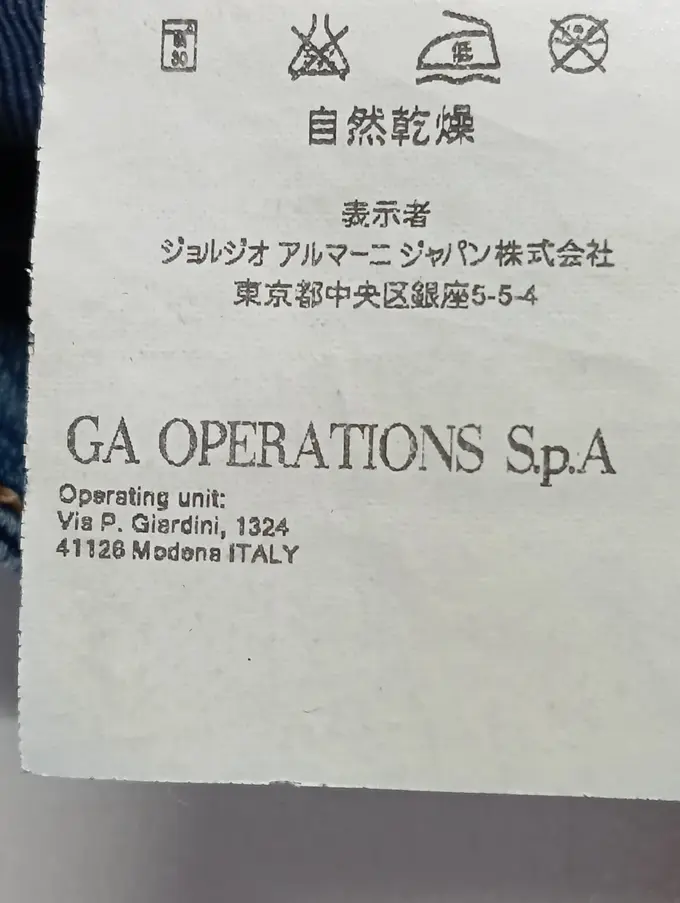 30
低
自然乾燥
表示者
ジョルジオ アルマーニ ジャパン株式会社
東京都中央区銀座5-5-4
GA OPERATIONS S.p.A
Operating unit:
Via P. Giardini, 1324
41126 Modena ITALY